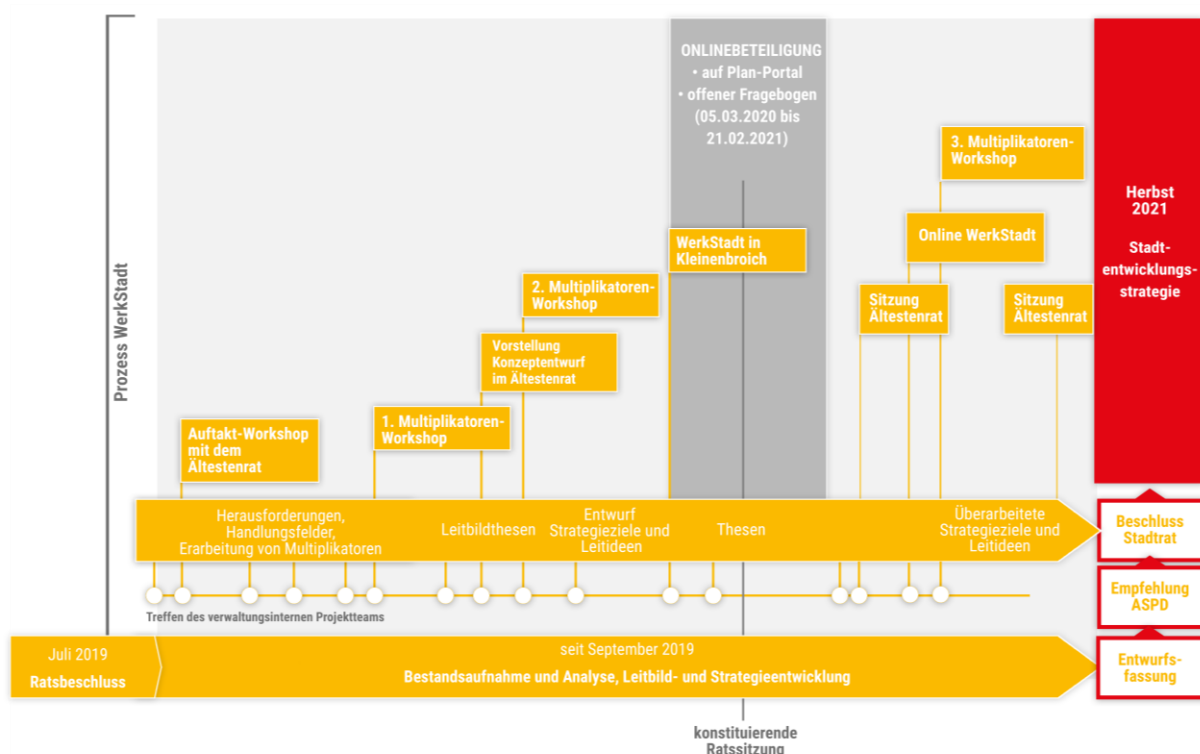 Prozess WerkStadt
ONLINEBETEILIGUNG
• auf Plan-Portal
• offener Fragebogen
(05.03.2020 bis
21.02.2021)
3. Multiplikatoren-
Workshop
Online WerkStadt
WerkStadt in
Kleinenbroich
2. Multiplikatoren-
Workshop
Sitzung
Ältestenrat
Sitzung
Ältestenrat
Vorstellung
Konzeptentwurf
im Ältestenrat
1. Multiplikatoren-
Workshop
Auftakt-Workshop
mit dem
Ältestenrat
Herbst
2021
Stadt-
entwicklungs-
strategie
Herausforderungen,
Handlungsfelder,
Erarbeitung von Multiplikatoren
Leitbildthesen
Entwurf
Strategieziele und
Leitideen
Thesen
Überarbeitete
Strategieziele und
Leitideen
Beschluss
Stadtrat
Empfehlung
ASPD
Entwurfs-
fassung
Treffen des verwaltungsinternen Projektteams
Juli 2019
Ratsbeschluss
seit September 2019
Bestandsaufnahme und Analyse, Leitbild- und Strategieentwicklung
konstituierende
Ratssitzung